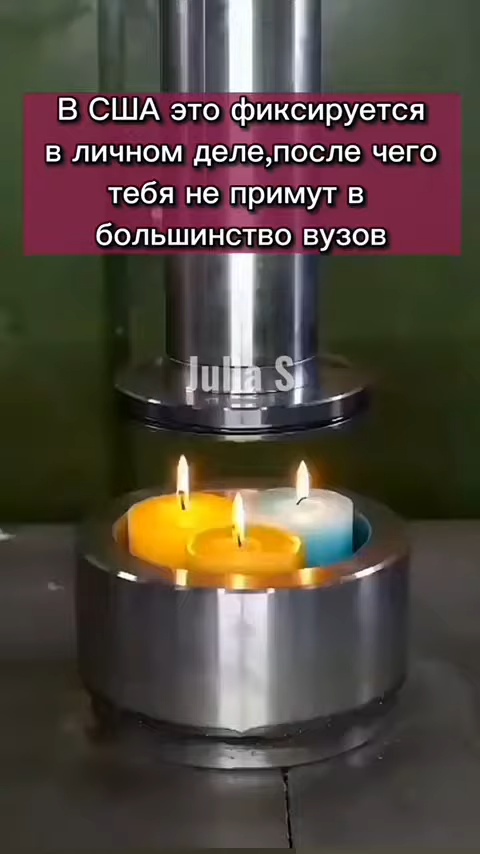 В США это фиксируется
в личном деле,после чего
тебя не примут в
большинство вузов
Julia S